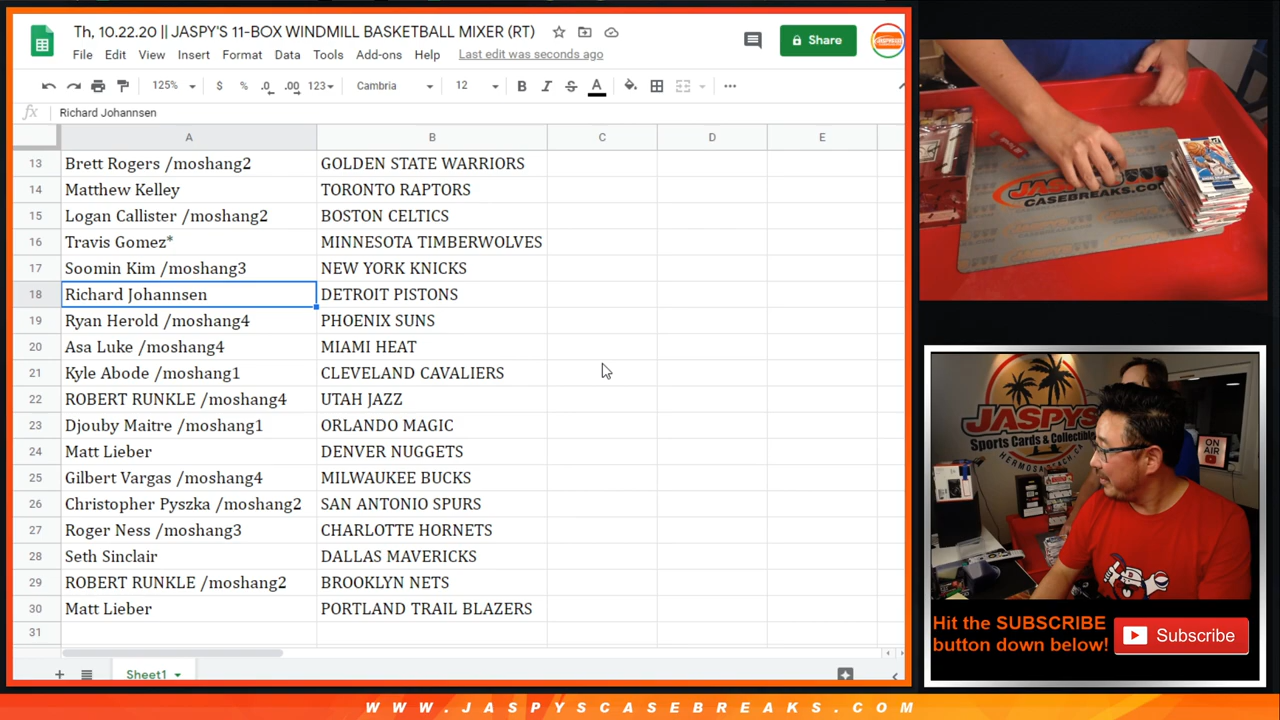 Th, 10.22.20 || JASPY'S 11-BOX WINDMILL BASKETBALL MIXER (RT)
File Edit View Insert Format Data Tools Add-ons Help Last edit was seconds ago
Share
125% $ % .0 .00 123 Cambria 12 B I S A
fx Richard Johannsen
A B C D E
13 Brett Rogers /moshang2 GOLDEN STATE WARRIORS
14 Matthew Kelley TORONTO RAPTORS
15 Logan Callister /moshang2 BOSTON CELTICS
16 Travis Gomez* MINNESOTA TIMBERWOLVES
17 Soomin Kim /moshang3 NEW YORK KNICKS
18 Richard Johannsen DETROIT PISTONS
19 Ryan Herold /moshang4 PHOENIX SUNS
20 Asa Luke /moshang4 MIAMI HEAT
21 Kyle Abode /moshang1 CLEVELAND CAVALIERS
22 ROBERT RUNKLE /moshang4 UTAH JAZZ
23 Djouby Maitre /moshang1 ORLANDO MAGIC
24 Matt Lieber DENVER NUGGETS
25 Gilbert Vargas /moshang4 MILWAUKEE BUCKS
26 Christopher Pyszka /moshang2 SAN ANTONIO SPURS
27 Roger Ness /moshang3 CHARLOTTE HORNETS
28 Seth Sinclair DALLAS MAVERICKS
29 ROBERT RUNKLE /moshang2 BROOKLYN NETS
30 Matt Lieber PORTLAND TRAIL BLAZERS
31
Sheet1
JASPY'S
CASEBREAKS.COM
JASPYS
Sports Cards & Collectible
HERMOSA BEACH, CA
ON AIR
Hit the SUBSCRIBE
button down below!
Subscribe
WWW.JASPYSCASEBREAKS.COM